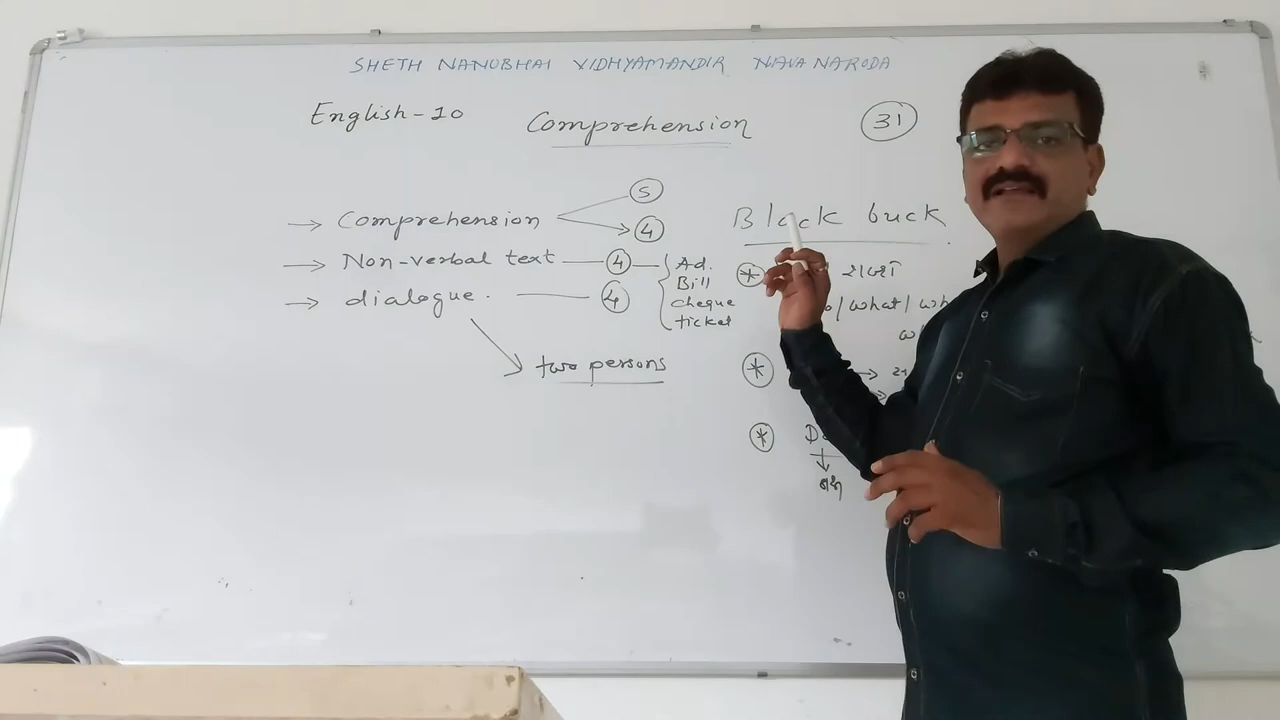 SHETH NANUBHAI VIDHYAMANDIR NAVA NARODA
English-10
Comprehension
31
→ Comprehension
5
4
→ Non-verbal text — 4
Ad.
Bill
cheque
ticket
→ dialogue. — 4
two persons
Black buck
what/